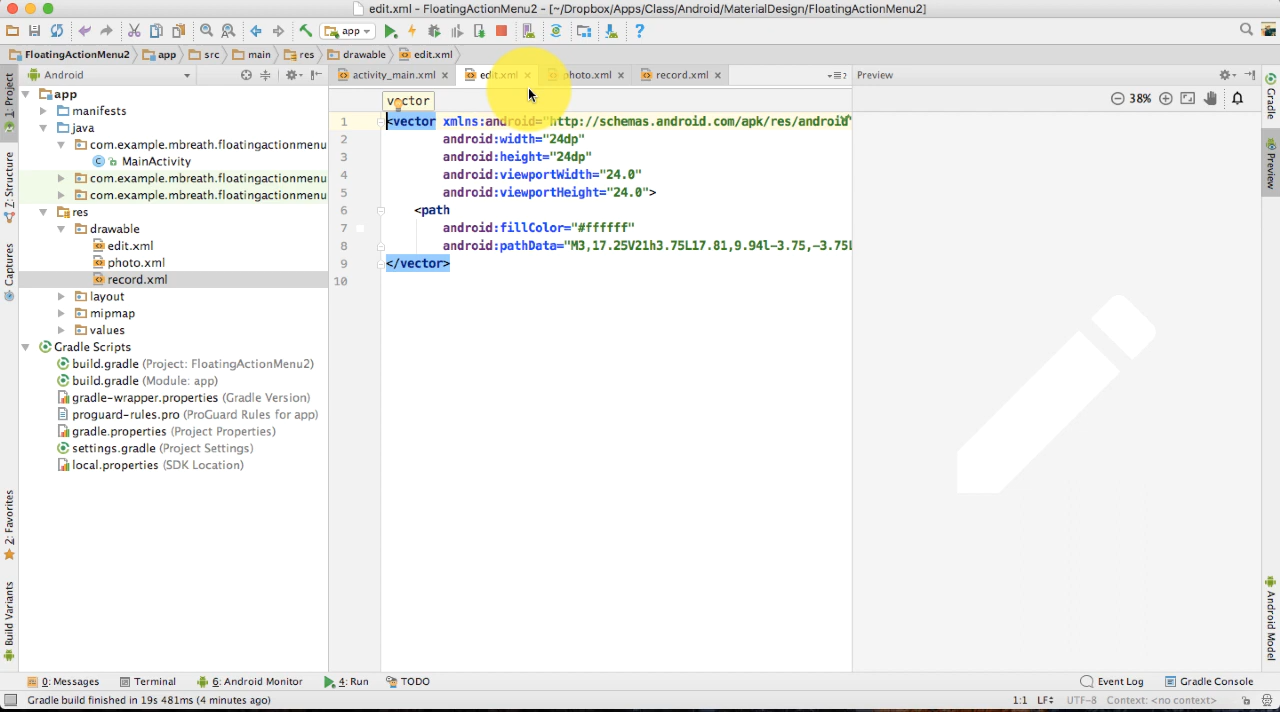 edit.xml - FloatingActionMenu2 - [~/Dropbox/Apps/Class/Android/MaterialDesign/FloatingActionMenu2]
app
FloatingActionMenu2 app src main res drawable edit.xml
1: Project
Z: Structure
Captures
2: Favorites
Build Variants
Android
app
manifests
java
com.example.mbreath.floatingactionmenu
MainActivity
com.example.mbreath.floatingactionmenu
com.example.mbreath.floatingactionmenu
res
drawable
edit.xml
photo.xml
record.xml
layout
mipmap
values
Gradle Scripts
build.gradle (Project: FloatingActionMenu2)
build.gradle (Module: app)
gradle-wrapper.properties (Gradle Version)
proguard-rules.pro (ProGuard Rules for app)
gradle.properties (Project Properties)
settings.gradle (Project Settings)
local.properties (SDK Location)
activity_main.xml edit.xml photo.xml record.xml
vector
1 <vector xmlns:android="http://schemas.android.com/apk/res/android"
2 android:width="24dp"
3 android:height="24dp"
4 android:viewportWidth="24.0"
5 android:viewportHeight="24.0">
6 <path
7 android:fillColor="#ffffff"
8 android:pathData="M3,17.25V21h3.75L17.81,9.94l-3.75,-3.75L
9 </vector>
10
Preview
38%
Gradle
Preview
Android Model
0: Messages Terminal 6: Android Monitor 4: Run TODO Event Log Gradle Console
Gradle build finished in 19s 481ms (4 minutes ago) 1:1 LF÷ UTF-8 Context: <no context>